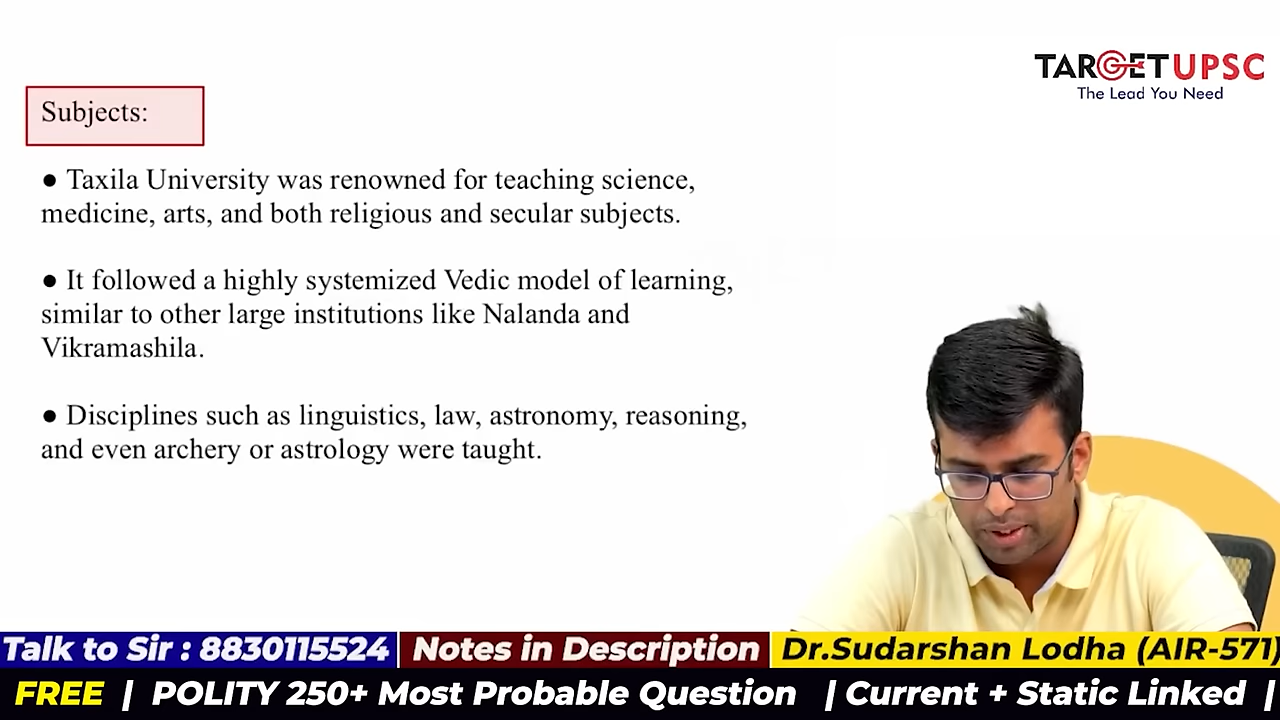 TARGET UPSC
The Lead You Need
Subjects:
● Taxila University was renowned for teaching science,
medicine, arts, and both religious and secular subjects.
● It followed a highly systemized Vedic model of learning,
similar to other large institutions like Nalanda and
Vikramashila.
● Disciplines such as linguistics, law, astronomy, reasoning,
and even archery or astrology were taught.
Talk to Sir : 8830115524 Notes in Description Dr.Sudarshan Lodha (AIR-571)
FREE | POLITY 250+ Most Probable Question | Current + Static Linked |